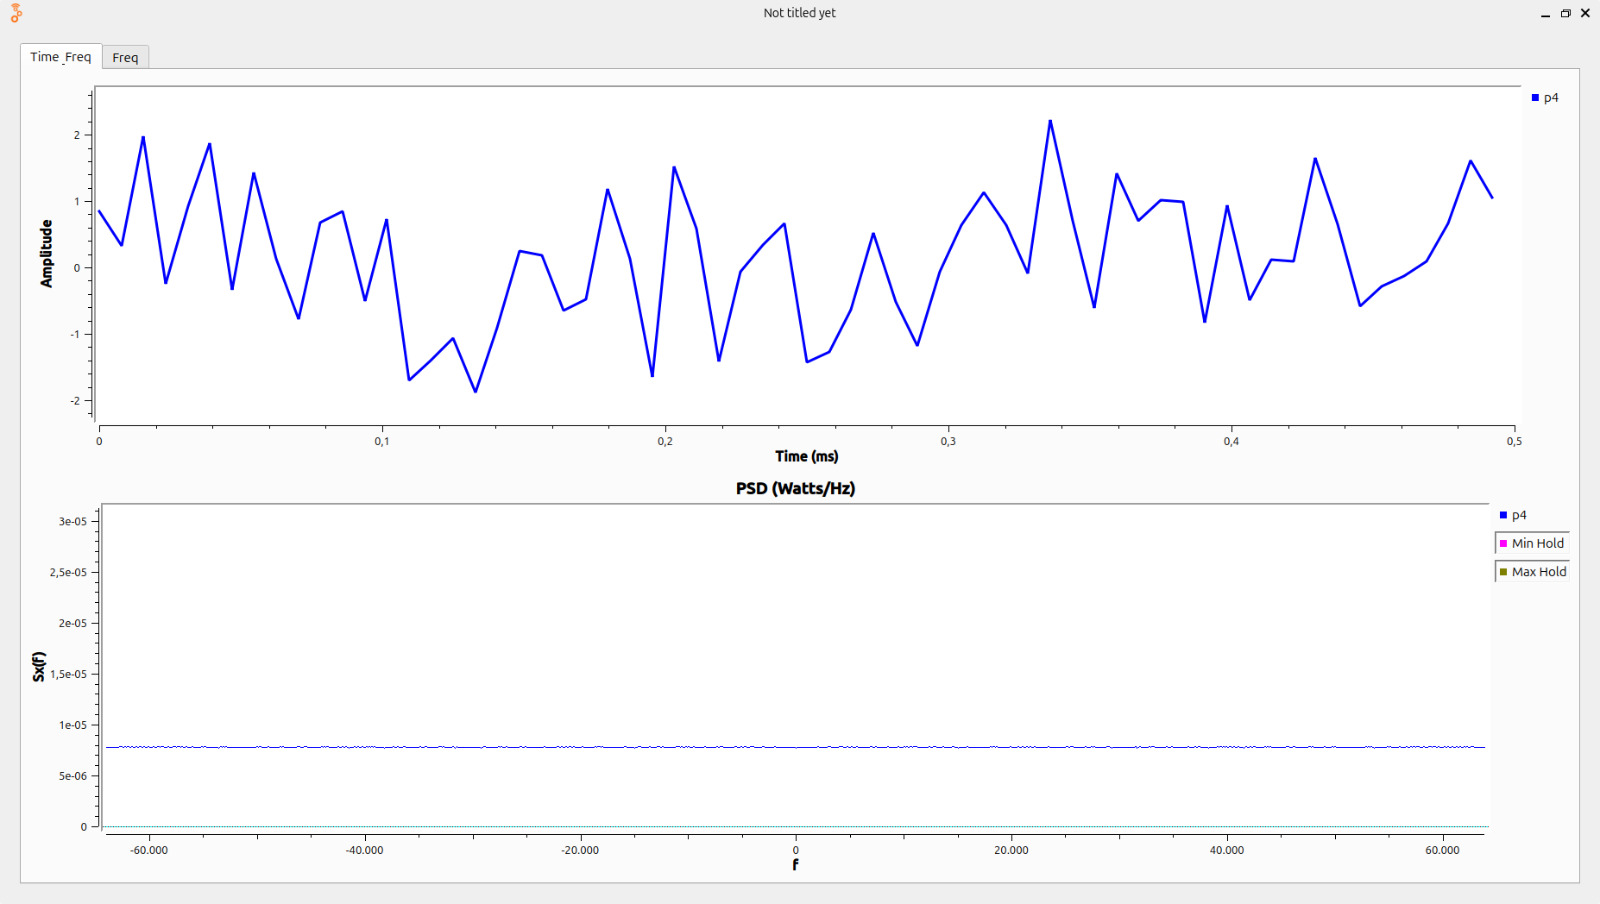 Not titled yet
Time_Freq
Freq
p4
Amplitude
2
1
0
-1
-2
0
0,1
0,2
0,3
0,4
0,5
Time (ms)
PSD (Watts/Hz)
p4
Min Hold
Max Hold
Sx(f)
3e-05
2,5e-05
2e-05
1,5e-05
1e-05
5e-06
0
-60.000
-40.000
-20.000
0
20.000
40.000
60.000
f